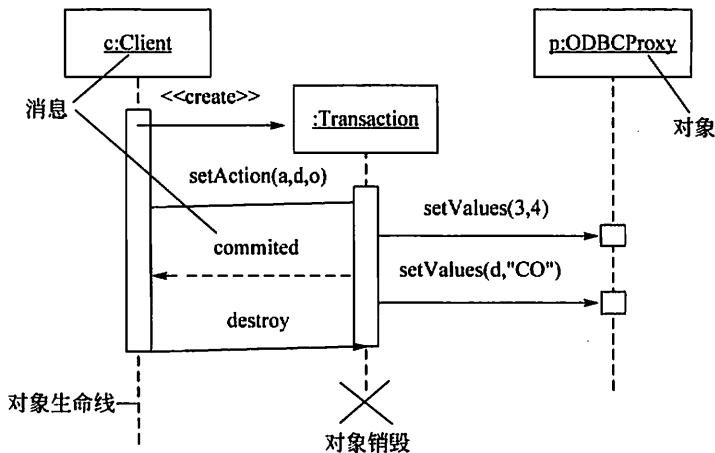 c:Client
p:ODBCProxy
消息
<<create>>
:Transaction
对象
setAction(a,d,o)
setValues(3,4)
commited
setValues(d,"CO")
destroy
对象生命线
对象销毁